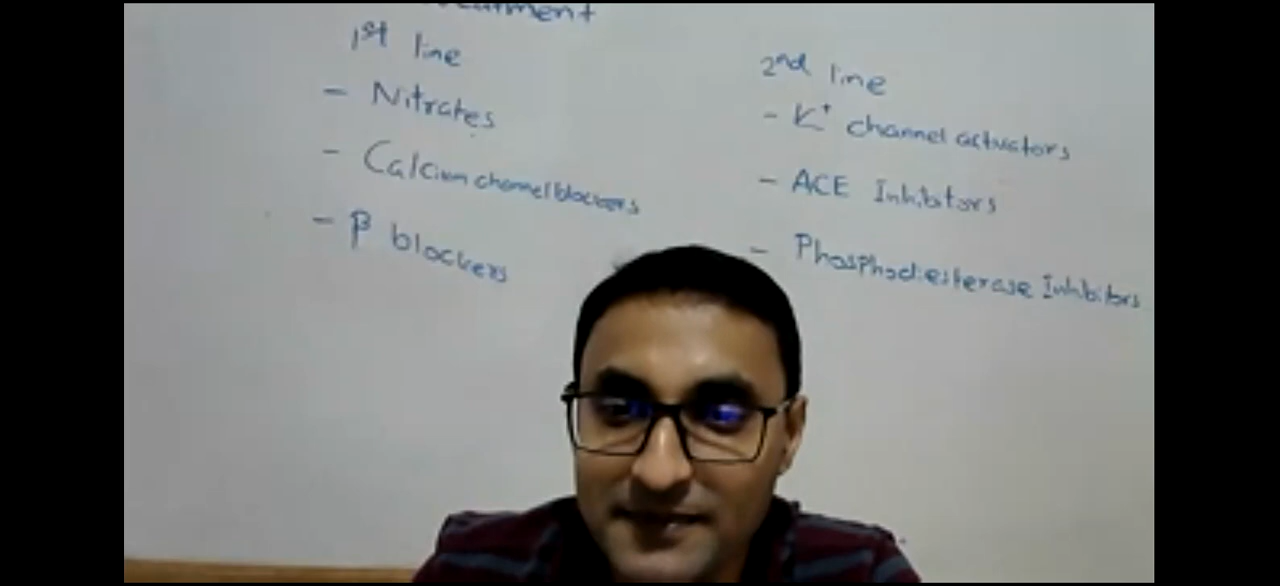 1st line
- Nitrates
- Calcium channel blockers
- β blockers
2nd line
- K+ channel activators
- ACE Inhibitors
- Phosphodiesterase Inhibitors